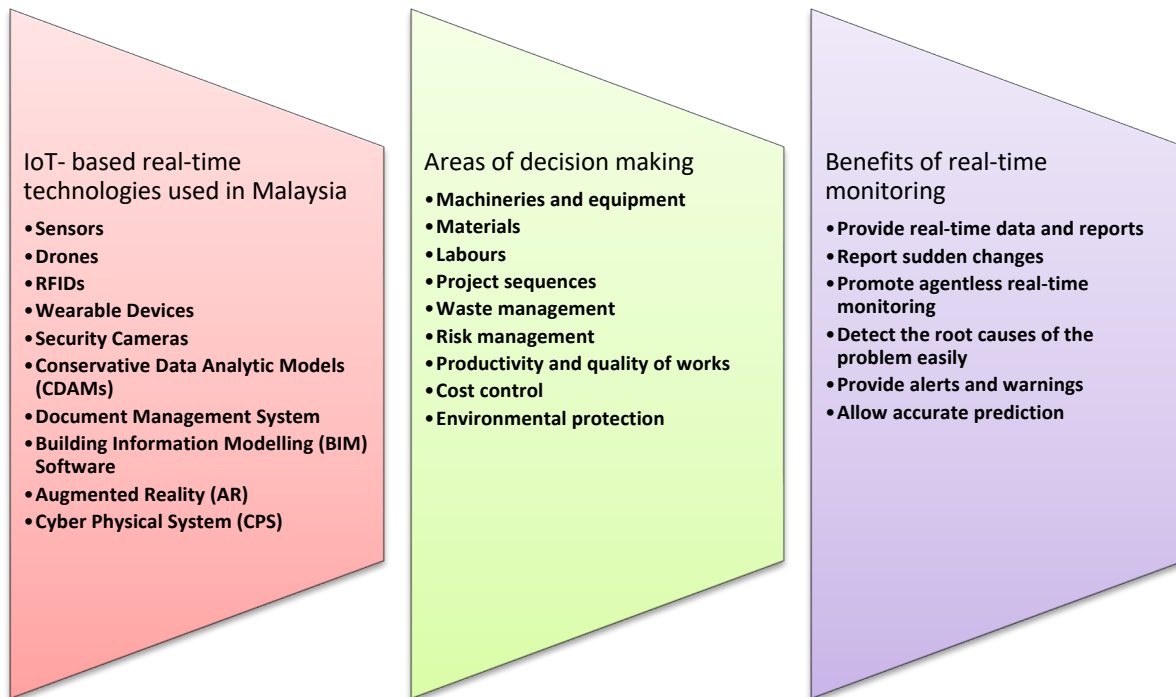 IoT- based real-time
technologies used in Malaysia
•Sensors
•Drones
•RFIDs
•Wearable Devices
•Security Cameras
•Conservative Data Analytic Models
(CDAMs)
•Document Management System
•Building Information Modelling (BIM)
Software
•Augmented Reality (AR)
•Cyber Physical System (CPS)
Areas of decision making
•Machineries and equipment
•Materials
•Labours
•Project sequences
•Waste management
•Risk management
•Productivity and quality of works
•Cost control
•Environmental protection
Benefits of real-time
monitoring
•Provide real-time data and reports
•Report sudden changes
•Promote agentless real-time
monitoring
•Detect the root causes of the
problem easily
•Provide alerts and warnings
•Allow accurate prediction